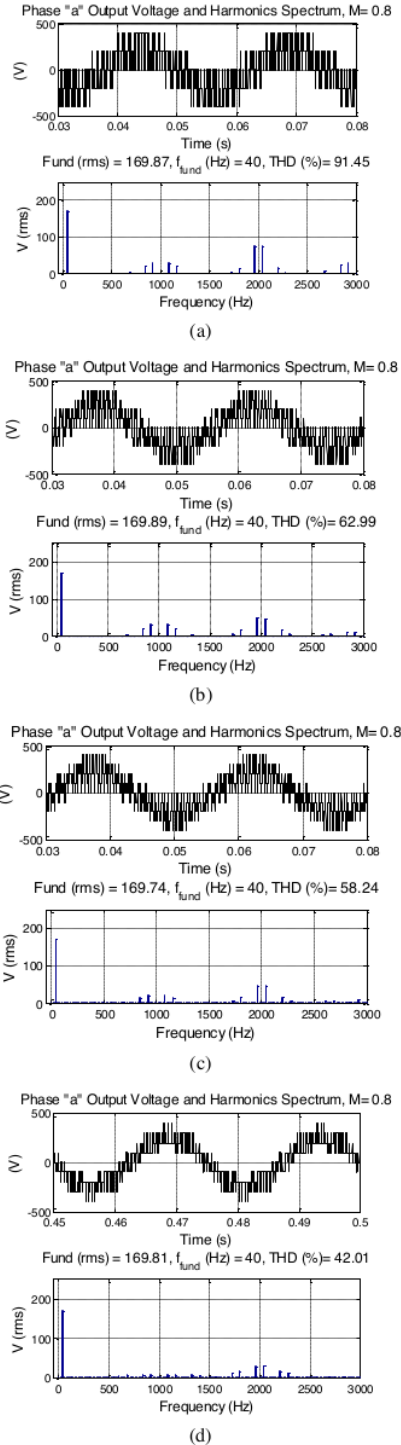 Phase "a" Output Voltage and Harmonics Spectrum, M= 0.8
500
0
-500
(V)
0.03 0.04 0.05 0.06 0.07 0.08
Time (s)
Fund (rms) = 169.87, f_fund (Hz) = 40, THD (%)= 91.45
200
100
0
V (rms)
0 500 1000 1500 2000 2500 3000
Frequency (Hz)
(a)
Phase "a" Output Voltage and Harmonics Spectrum, M= 0.8
500
0
-500
(V)
0.03 0.04 0.05 0.06 0.07 0.08
Time (s)
Fund (rms) = 169.89, f_fund (Hz) = 40, THD (%)= 62.99
200
100
0
V (rms)
0 500 1000 1500 2000 2500 3000
Frequency (Hz)
(b)
Phase "a" Output Voltage and Harmonics Spectrum, M= 0.8
500
0
-500
(V)
0.03 0.04 0.05 0.06 0.07 0.08
Time (s)
Fund (rms) = 169.74, f_fund (Hz) = 40, THD (%)= 58.24
200
100
0
V (rms)
0 500 1000 1500 2000 2500 3000
Frequency (Hz)
(c)
Phase "a" Output Voltage and Harmonics Spectrum, M= 0.8
500
0
-500
(V)
0.45 0.46 0.47 0.48 0.49 0.5
Time (s)
Fund (rms) = 169.81, f_fund (Hz) = 40, THD (%)= 42.01
200
100
0
V (rms)
0 500 1000 1500 2000 2500 3000
Frequency (Hz)
(d)